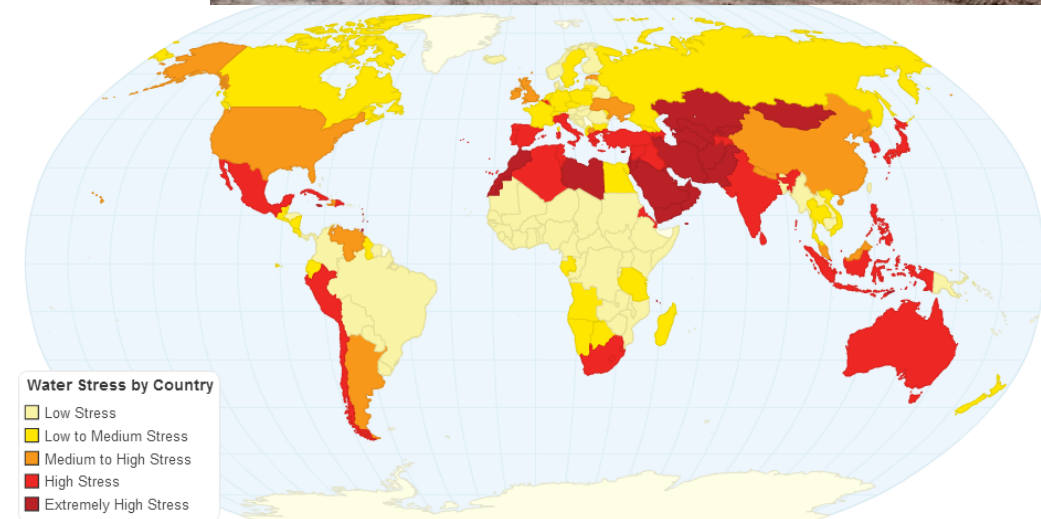 Water Stress by Country
Low Stress
Low to Medium Stress
Medium to High Stress
High Stress
Extremely High Stress